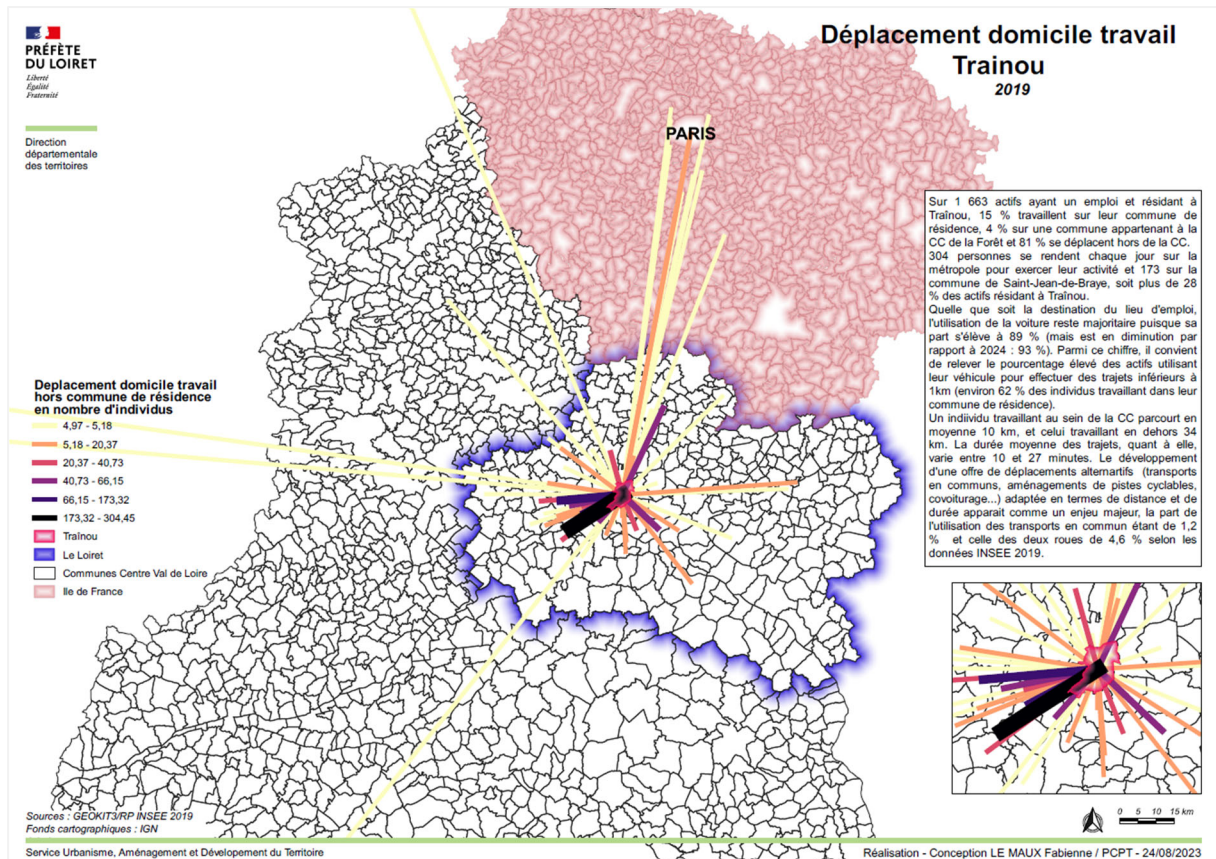 PRÉFÈTE
DU LOIRET
Liberté
Égalité
Fraternité
Direction
départementale
des territoires
Déplacement domicile travail
Trainou
2019
PARIS
Sur 1 663 actifs ayant un emploi et résidant à
Traînou, 15 % travaillent sur leur commune de
résidence, 4 % sur une commune appartenant à la
CC de la Forêt et 81 % se déplacent hors de la CC.
304 personnes se rendent chaque jour sur la
métropole pour exercer leur activité et 173 sur la
commune de Saint-Jean-de-Braye, soit plus de 28
% des actifs résidant à Traînou.
Quelle que soit la destination du lieu d'emploi,
l'utilisation de la voiture reste majoritaire puisque sa
part s'élève à 89 % (mais est en diminution par
rapport à 2024 : 93 %). Parmi ce chiffre, il convient
de relever le pourcentage élevé des actifs utilisant
leur véhicule pour effectuer des trajets inférieurs à
1km (environ 62 % des individus travaillant dans leur
commune de résidence).
Un individu travaillant au sein de la CC parcourt en
moyenne 10 km, et celui travaillant en dehors 34
km. La durée moyenne des trajets, quant à elle,
varie entre 10 et 27 minutes. Le développement
d'une offre de déplacements alternatifs (transports
en communs, aménagements de pistes cyclables,
covoiturage...) adaptée en termes de distance et de
durée apparait comme un enjeu majeur, la part de
l'utilisation des transports en commun étant de 1,2
% et celle des deux roues de 4,6 % selon les
données INSEE 2019.
Deplacement domicile travail
hors commune de résidence
en nombre d'individus
4,97 - 5,18
5,18 - 20,37
20,37 - 40,73
40,73 - 66,15
66,15 - 173,32
173,32 - 304,45
Traînou
Le Loiret
Communes Centre Val de Loire
Ile de France
0 5 10 15 km
Sources : GEOKIT3/RP INSEE 2019
Fonds cartographiques : IGN
Service Urbanisme, Aménagement et Dévelopement du Territoire
Réalisation - Conception LE MAUX Fabienne / PCPT - 24/08/2023